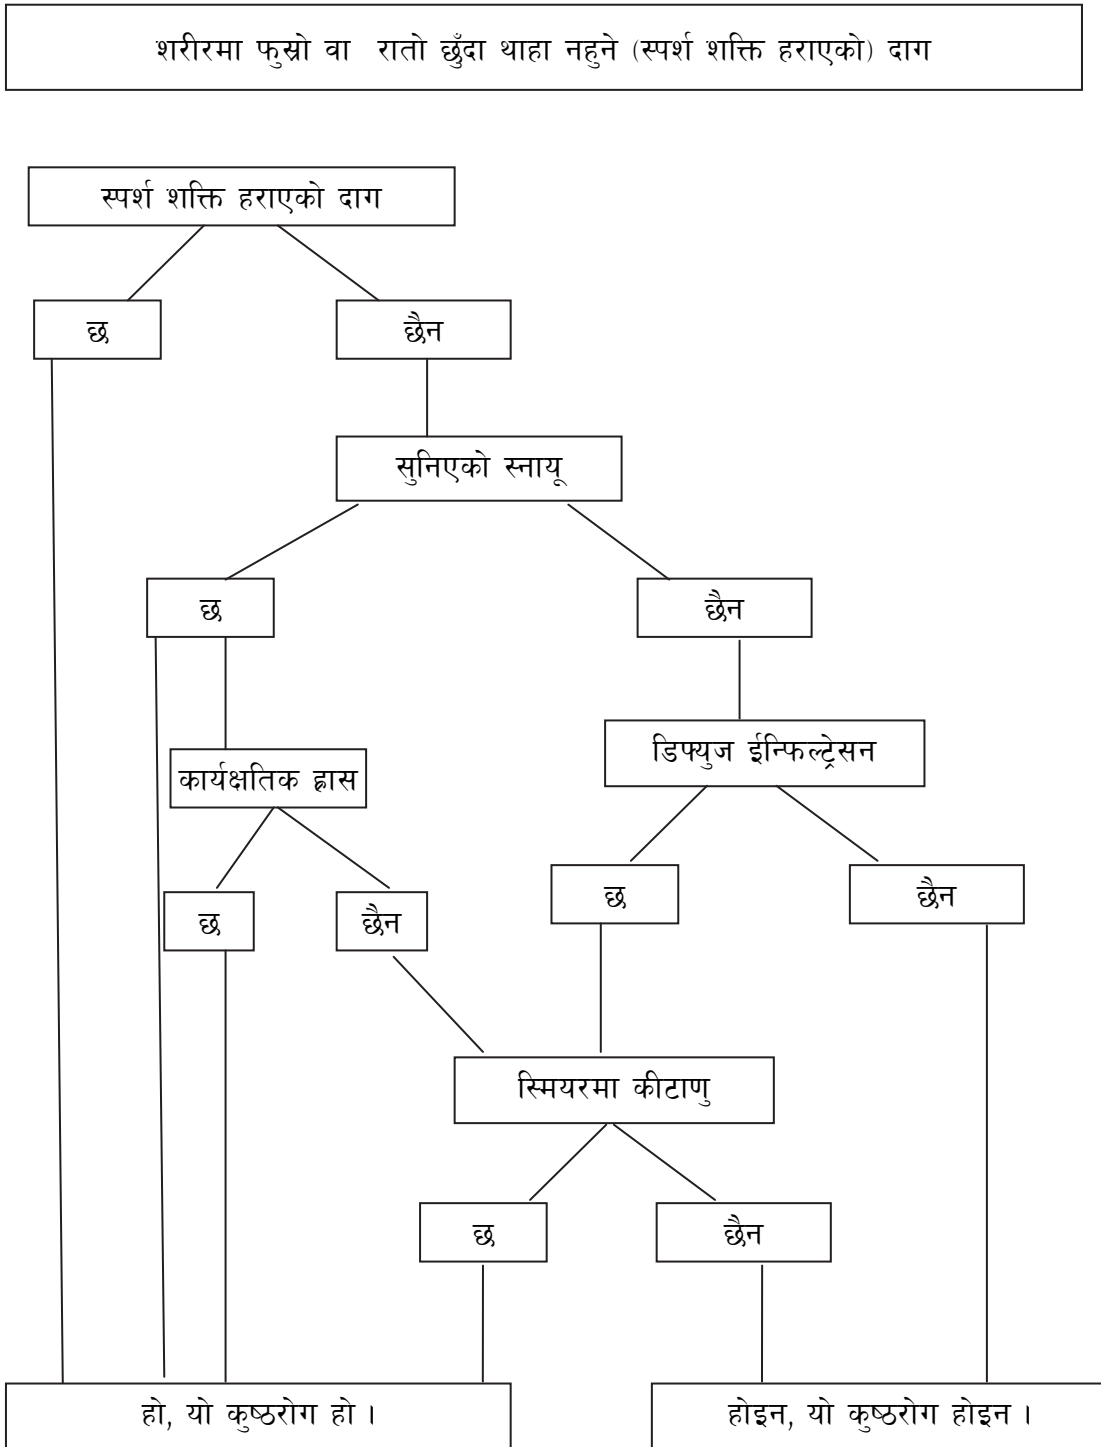 शरीरमा फुस्रो वा रातो छुँदा थाहा नहुने (स्पर्श शक्ति हराएको) दाग
स्पर्श शक्ति हराएको दाग
छ
छैन
सुनिएको स्नायू
छ
छैन
डिफ्युज ईन्फिल्ट्रेसन
कार्यक्षतिक ह्रास
छ
छैन
छ
छैन
स्मियरमा कीटाणु
छ
छैन
हो, यो कुष्ठरोग हो ।
होइन, यो कुष्ठरोग होइन ।